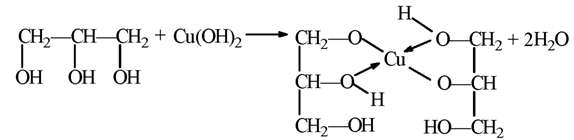 H
CH₂—CH—CH₂ + Cu(OH)₂ ⟶ CH₂—O O—CH₂ + 2H₂O
Cu
OH OH OH CH—O O—CH
H
CH₂—OH HO—CH₂